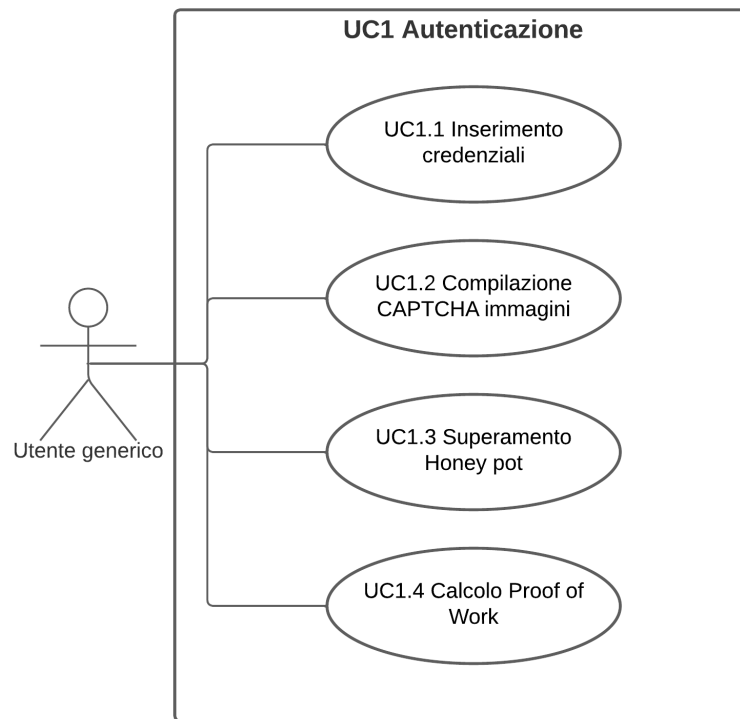 UC1 Autenticazione
UC1.1 Inserimento
credenziali
UC1.2 Compilazione
CAPTCHA immagini
Utente generico
UC1.3 Superamento
Honey pot
UC1.4 Calcolo Proof of
Work